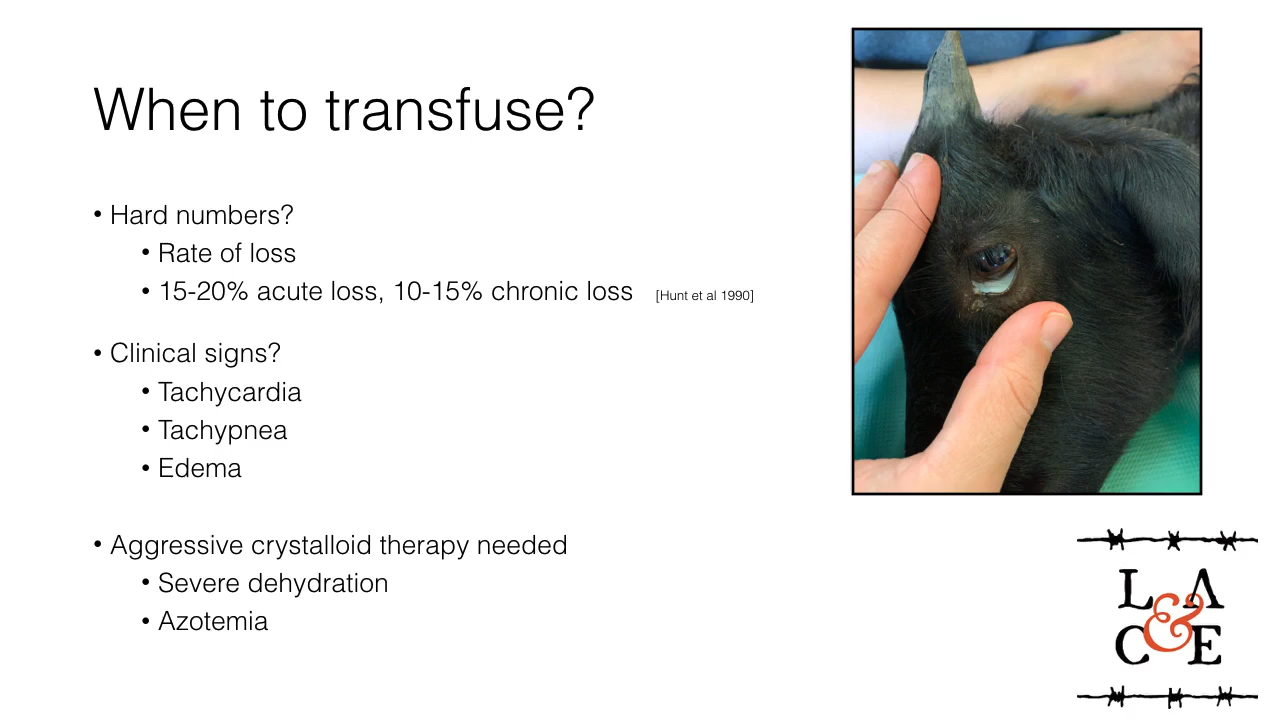 When to transfuse?
• Hard numbers?
• Rate of loss
• 15-20% acute loss, 10-15% chronic loss [Hunt et al 1990]
• Clinical signs?
• Tachycardia
• Tachypnea
• Edema
• Aggressive crystalloid therapy needed
• Severe dehydration
• Azotemia
L & A
C E